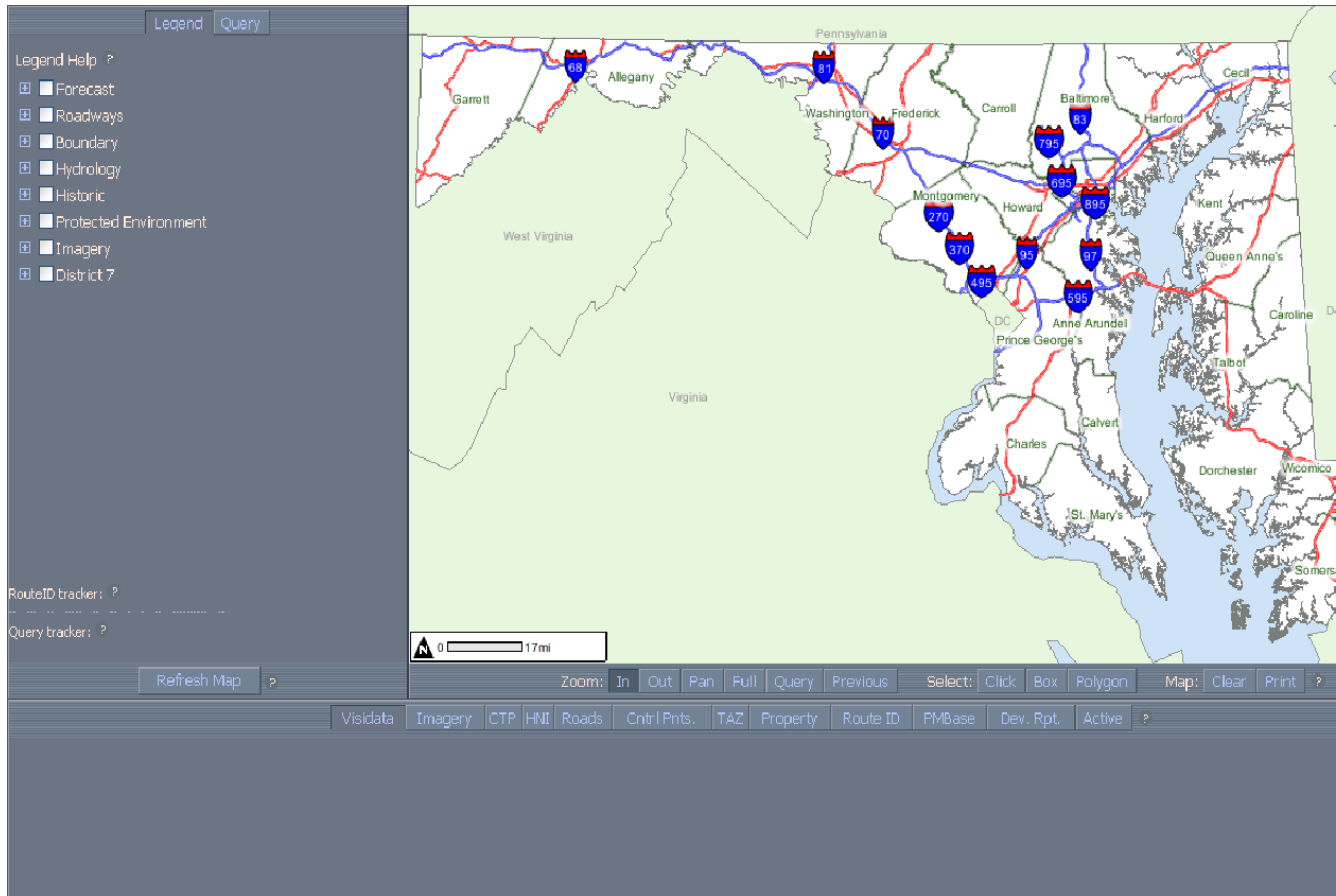 Legend Query
Legend Help ?
Forecast
Roadways
Boundary
Hydrology
Historic
Protected Environment
Imagery
District 7
RouteID tracker: ?
Query tracker: ?
Refresh Map ?
Pennsylvania
68
81
Allegany
Garrett
Cecil
Baltimore
Washington
Frederick
Carroll
Harford
83
70
795
695
Montgomery
Howard
895
Kent
270
West Virginia
370
95
97
Queen Anne's
495
595
DC
Anne Arundel
Caroline
Prince George's
Talbot
Virginia
Calvert
Charles
Dorchester
Wicomico
St. Mary's
Somers
N 0 17mi
Zoom: In Out Pan Full Query Previous Select: Click Box Polygon Map: Clear Print ?
Visidata Imagery CTP HNI Roads Cntrl Pnts. TAZ Property Route ID PMBase Dev. Rpt. Active ?